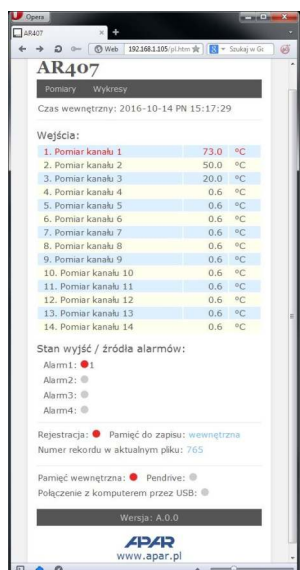 Opera
AR407
Web 192.168.1.105/pl.htm Szukaj w Go
AR407
Pomiary Wykresy
Czas wewnętrzny: 2016-10-14 PN 15:17:29
Wejścia:
1. Pomiar kanału 1 73.0 °C
2. Pomiar kanału 2 50.0 °C
3. Pomiar kanału 3 20.0 °C
4. Pomiar kanału 4 0.6 °C
5. Pomiar kanału 5 0.6 °C
6. Pomiar kanału 6 0.6 °C
7. Pomiar kanału 7 0.6 °C
8. Pomiar kanału 8 0.6 °C
9. Pomiar kanału 9 0.6 °C
10. Pomiar kanału 10 0.6 °C
11. Pomiar kanału 11 0.6 °C
12. Pomiar kanału 12 0.6 °C
13. Pomiar kanału 13 0.6 °C
14. Pomiar kanału 14 0.6 °C
Stan wyjść / źródła alarmów:
Alarm1: 1
Alarm2:
Alarm3:
Alarm4:
Rejestracja: Pamięć do zapisu: wewnętrzna
Numer rekordu w aktualnym pliku: 765
Pamięć wewnętrzna: Pendrive:
Połączenie z komputerem przez USB:
Wersja: A.0.0
APAR
www.apar.pl